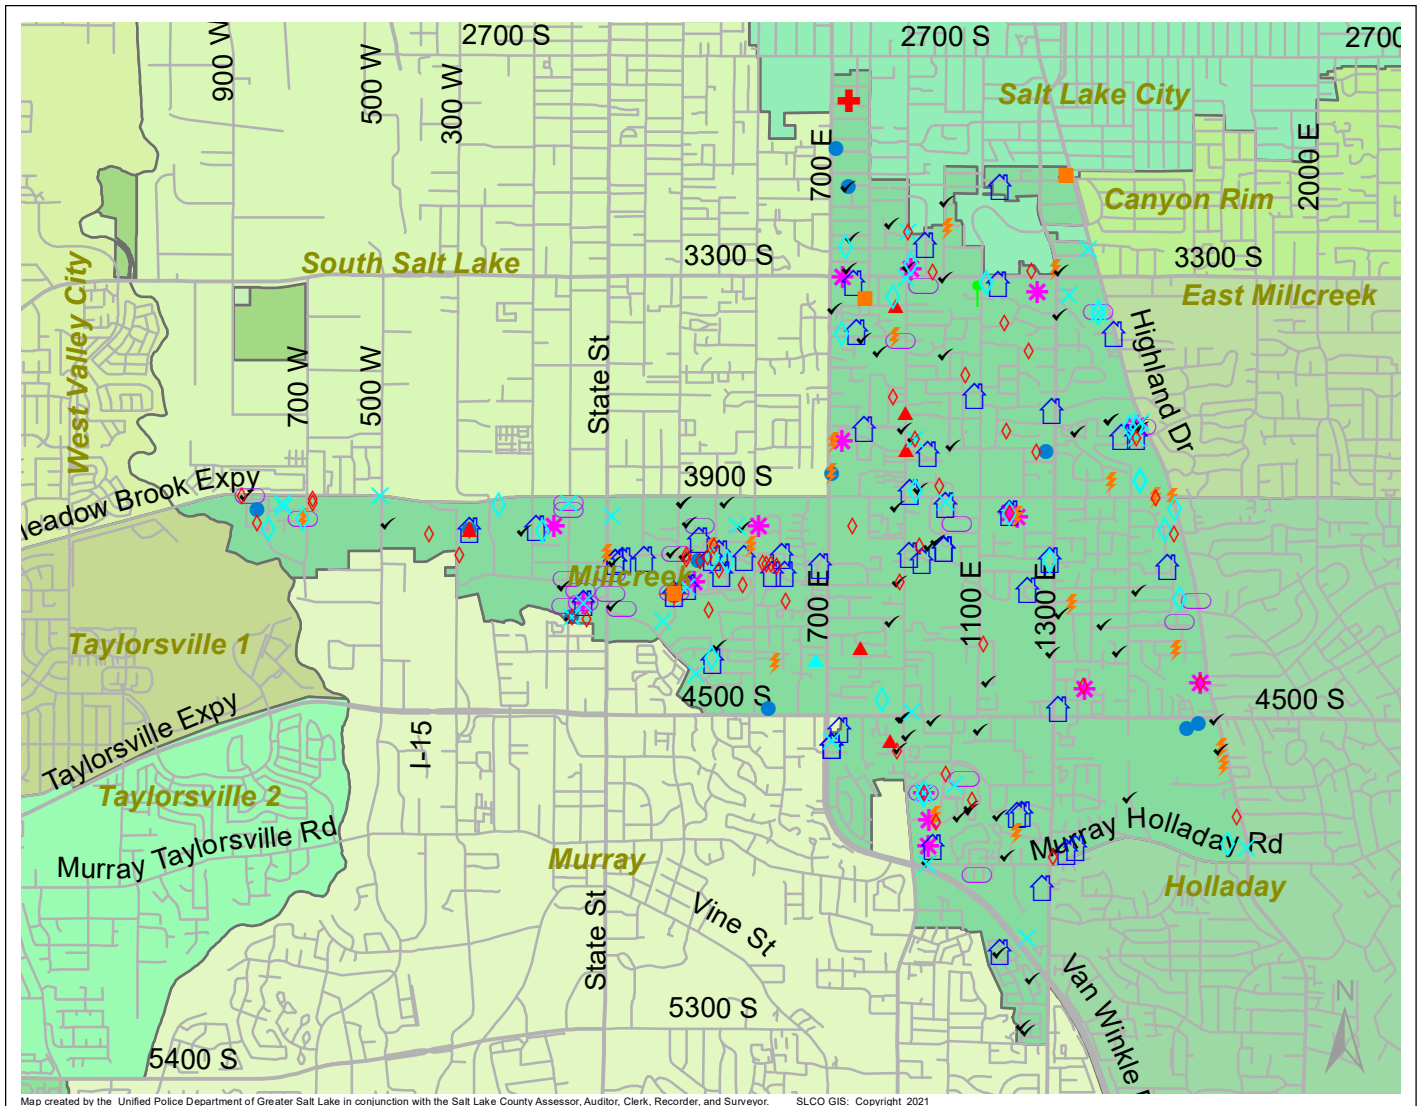 2700 S
2700 S
2700
900 W
500 W
300 W
Salt Lake City
700 E
2000 E
Canyon Rim
3300 S
3300 S
South Salt Lake
East Millcreek
West Valley City
Highland Dr
700 W
500 W
State St
3900 S
Meadow Brook Expy
Millcreek
700 E
1100 E
1300 E
Taylorsville 1
4500 S
4500 S
Taylorsville Expy
I-15
Taylorsville 2
Murray Taylorsville Rd
Murray Holladay Rd
Murray
Holladay
State St
Vine St
Van Winkle
5300 S
N
5400 S
Map created by the Unified Police Department of Greater Salt Lake in conjunction with the Salt Lake County Assessor, Auditor, Clerk, Recorder, and Surveyor. SLCO GIS: Copyright 2021